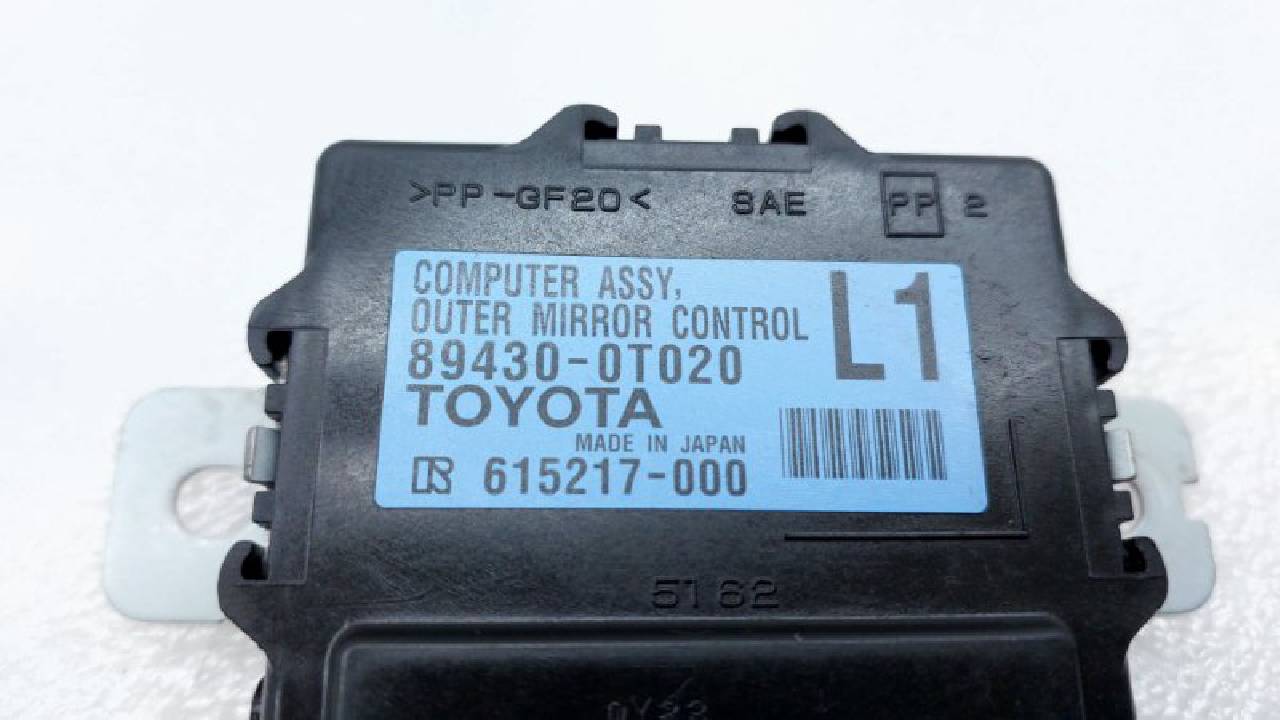 >PP-GF20< SAE PP 2
COMPUTER ASSY, L1
OUTER MIRROR CONTROL
89430-0T020
TOYOTA
MADE IN JAPAN
615217-000
5162